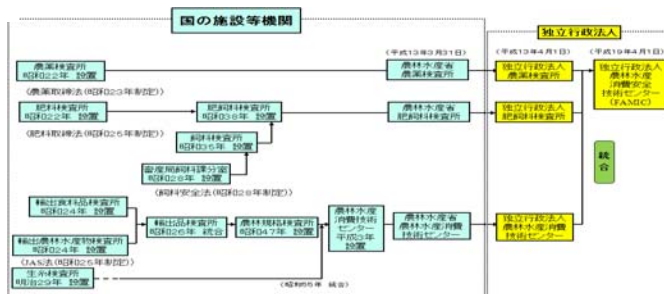 国の施設等機関
独立行政法人
(平成13年3月31日)
(平成13年4月1日)
(平成19年4月1日)
農薬検査所
昭和22年 設置
農林水産省
農薬検査所
独立行政法人
農薬検査所
独立行政法人
農林水産
消費安全
技術センター
(FAMIC)
(農薬取締法(昭和23年制定))
肥料検査所
昭和22年 設置
肥飼料検査所
昭和38年 設置
農林水産省
肥飼料検査所
独立行政法人
肥飼料検査所
(肥料取締法(昭和25年制定))
飼料検査所
昭和35年 設置
統合
畜産局飼料課分室
昭和28年 設置
(飼料安全法(昭和28年制定))
輸出食料品検査所
昭和24年 設置
輸出品検査所
昭和26年 統合
農林規格検査所
昭和47年 設置
農林水産
消費技術
センター
平成3年
設置
農林水産省
農林水産消費
技術センター
独立行政法人
農林水産消費
技術センター
輸出農林水産物検査所
昭和24年 設置
(JAS法(昭和25年制定))
生糸検査所
明治29年 設置
(昭和55年 統合)